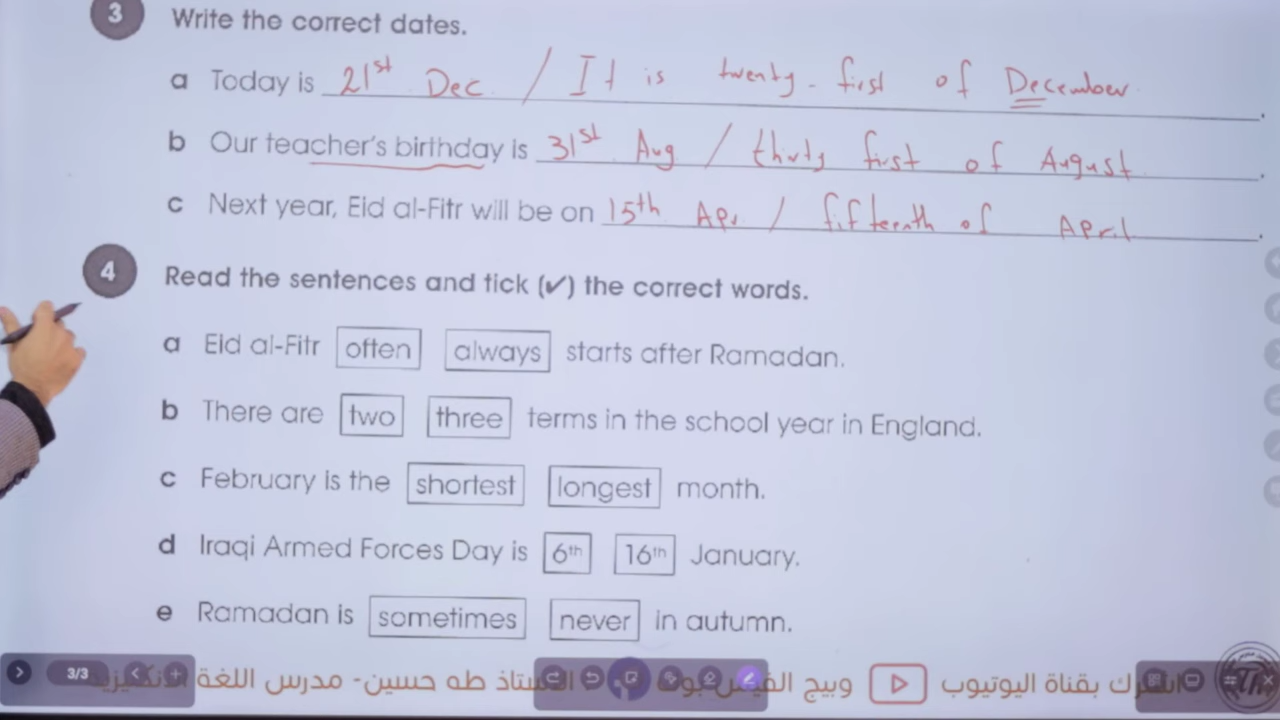 3 Write the correct dates.
a Today is 21st Dec. / It is twenty-first of December.
b Our teacher's birthday is 31st Aug / thirty first of August.
c Next year, Eid al-Fitr will be on 15th Apr. / fifteenth of April.
4 Read the sentences and tick (✔) the correct words.
a Eid al-Fitr often always starts after Ramadan.
b There are two three terms in the school year in England.
c February is the shortest longest month.
d Iraqi Armed Forces Day is 6th 16th January.
e Ramadan is sometimes never in autumn.
3/3
بقناة اليوتيوب وبيج طه حسين- مدرس اللغة